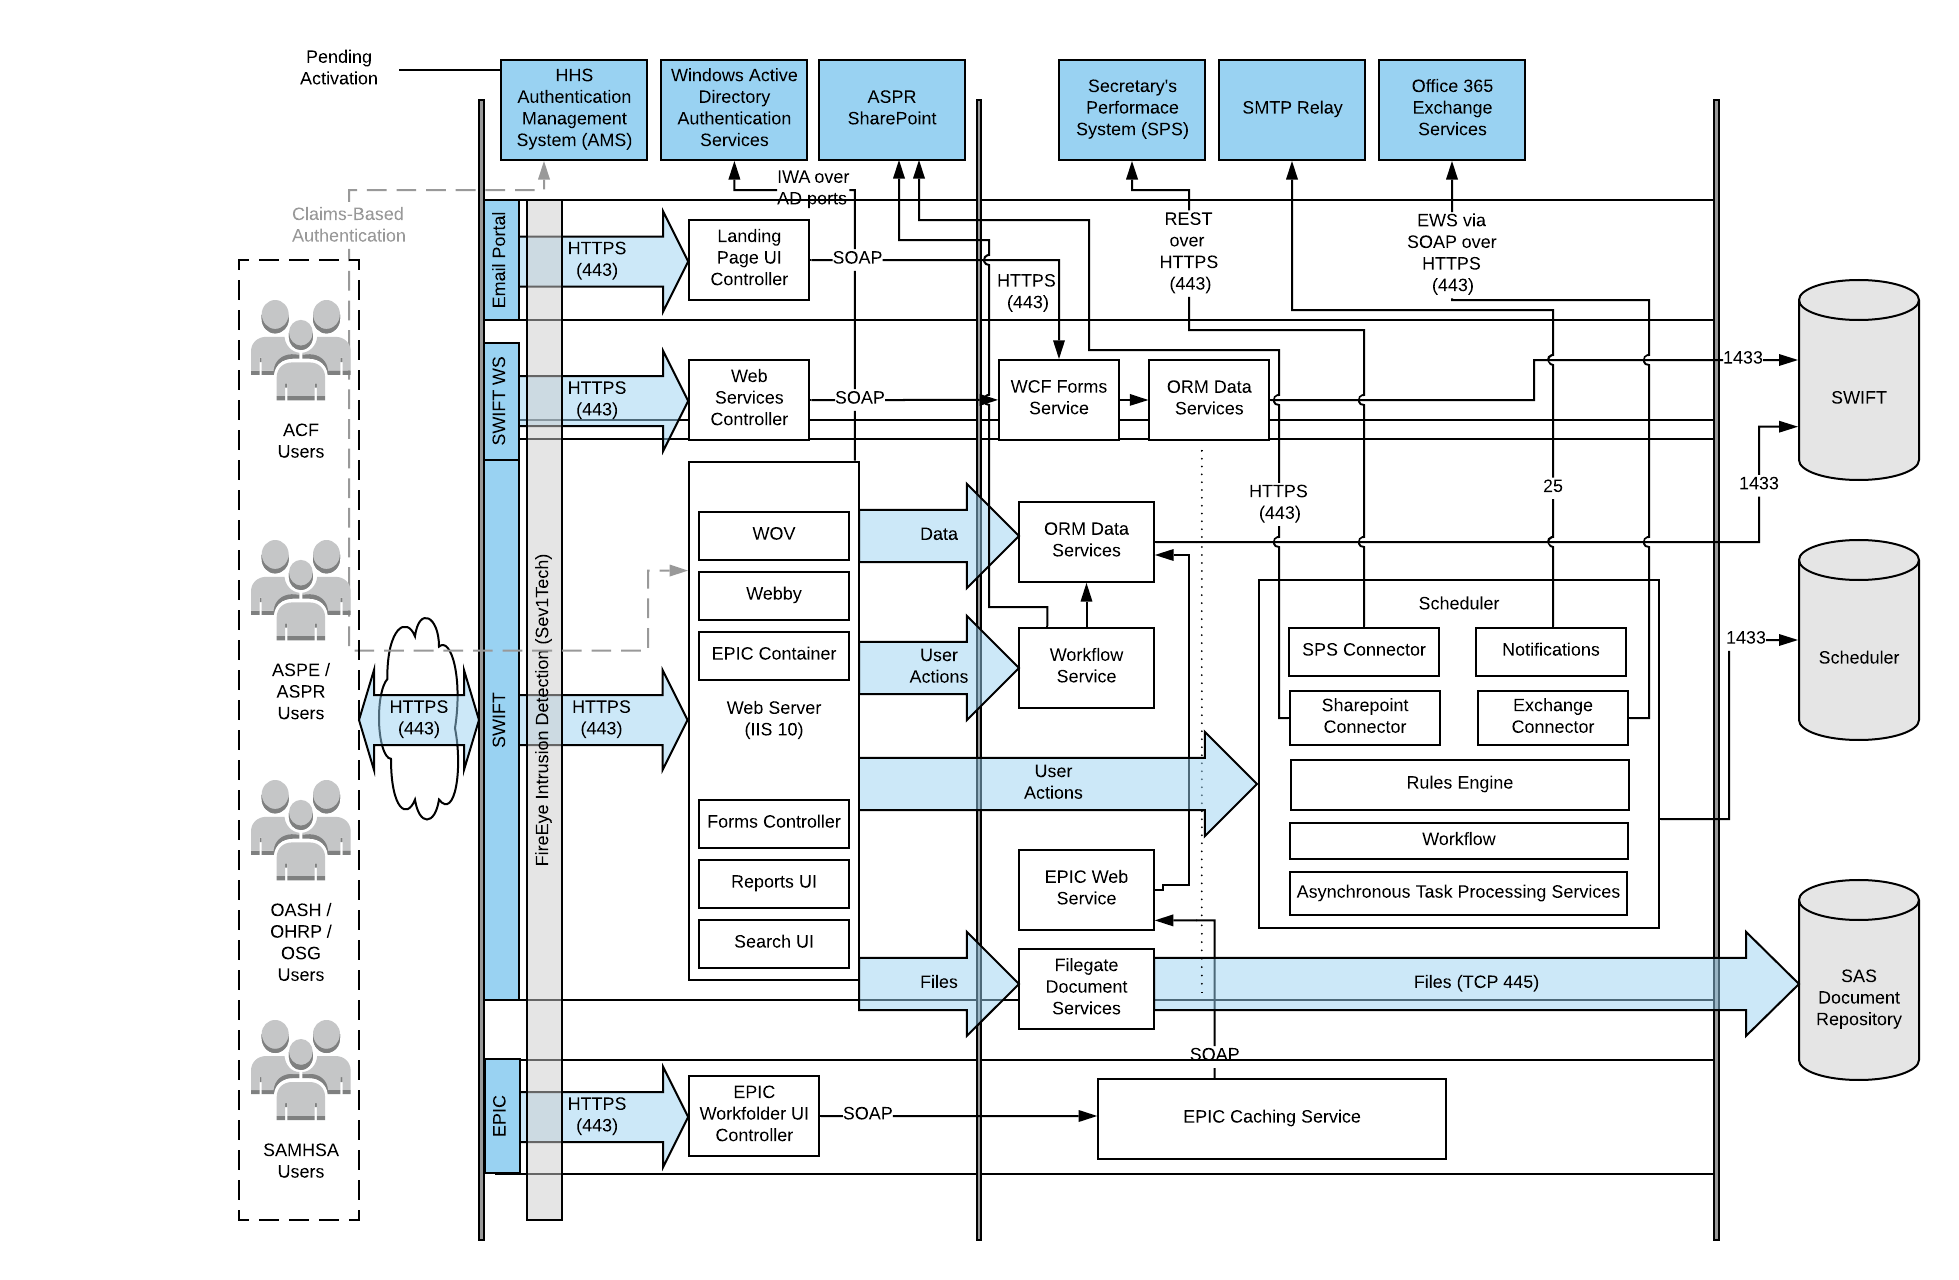 Pending
Activation
HHS
Authentication
Management
System (AMS)
Windows Active
Directory
Authentication
Services
ASPR
SharePoint
Secretary's
Performace
System (SPS)
SMTP Relay
Office 365
Exchange
Services
IWA over
AD ports
Claims-Based
Authentication
Email Portal
HTTPS
(443)
Landing
Page UI
Controller
SOAP
HTTPS
(443)
REST
over
HTTPS
(443)
EWS via
SOAP over
HTTPS
(443)
SWIFT WS
HTTPS
(443)
Web
Services
Controller
SOAP
WCF Forms
Service
ORM Data
Services
1433
SWIFT
ACF
Users
1433
HTTPS
(443)
25
WOV
Webby
EPIC Container
Web Server
(IIS 10)
Forms Controller
Reports UI
Search UI
Data
ORM Data
Services
User
Actions
Workflow
Service
User
Actions
Scheduler
SPS Connector
Notifications
Sharepoint
Connector
Exchange
Connector
Rules Engine
Workflow
Asynchronous Task Processing Services
1433
Scheduler
ASPE /
ASPR
Users
HTTPS
(443)
SWIFT
HTTPS
(443)
FireEye Intrusion Detection (Sev1Tech)
EPIC Web
Service
Files
Filegate
Document
Services
Files (TCP 445)
SAS
Document
Repository
OASH /
OHRP /
OSG
Users
SOAP
EPIC
HTTPS
(443)
EPIC
Workfolder UI
Controller
SOAP
EPIC Caching Service
SAMHSA
Users